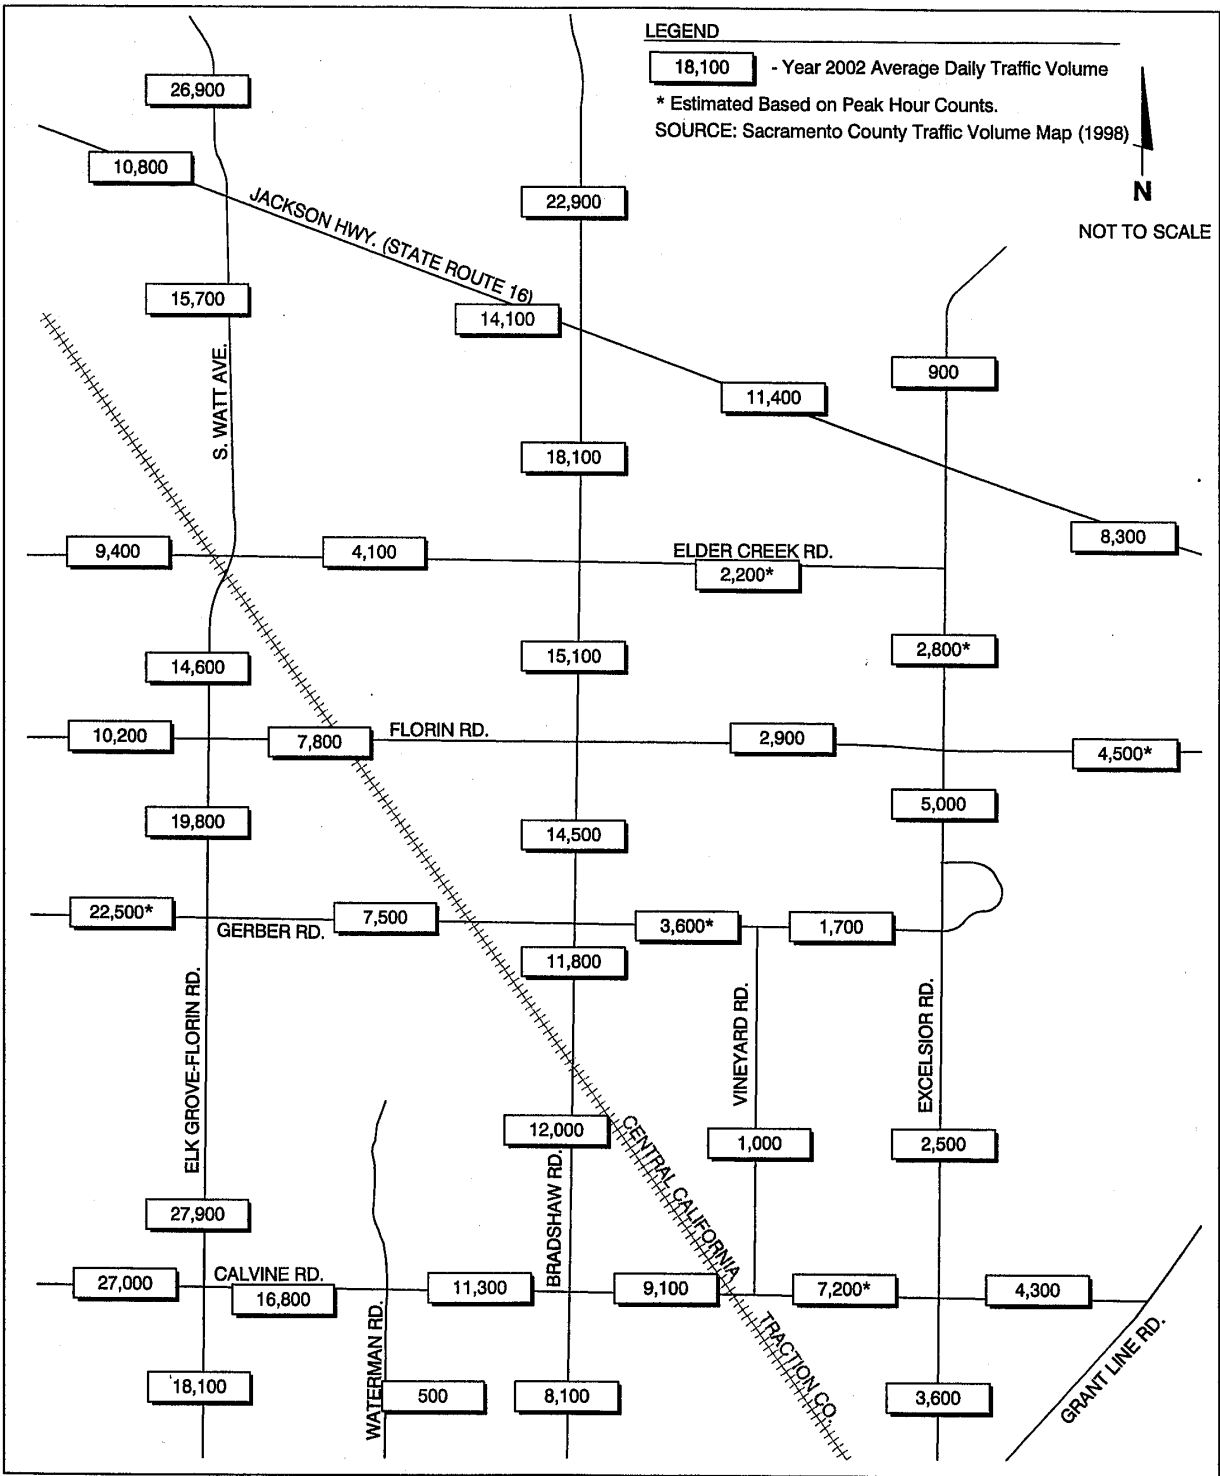 LEGEND
18,100 - Year 2002 Average Daily Traffic Volume
* Estimated Based on Peak Hour Counts.
SOURCE: Sacramento County Traffic Volume Map (1998)
N
NOT TO SCALE
26,900
10,800
JACKSON HWY. (STATE ROUTE 16)
22,900
15,700
14,100
S. WATT AVE.
900
11,400
18,100
8,300
9,400
4,100
ELDER CREEK RD.
2,200*
14,600
15,100
2,800*
10,200
7,800
FLORIN RD.
2,900
4,500*
19,800
14,500
5,000
22,500*
GERBER RD.
7,500
3,600*
1,700
11,800
ELK GROVE-FLORIN RD.
VINEYARD RD.
EXCELSIOR RD.
12,000
1,000
2,500
BRADSHAW RD.
CENTRAL CALIFORNIA TRACTION CO.
27,900
27,000
CALVINE RD.
16,800
11,300
9,100
7,200*
4,300
WATERMAN RD.
GRANT LINE RD.
18,100
500
8,100
3,600